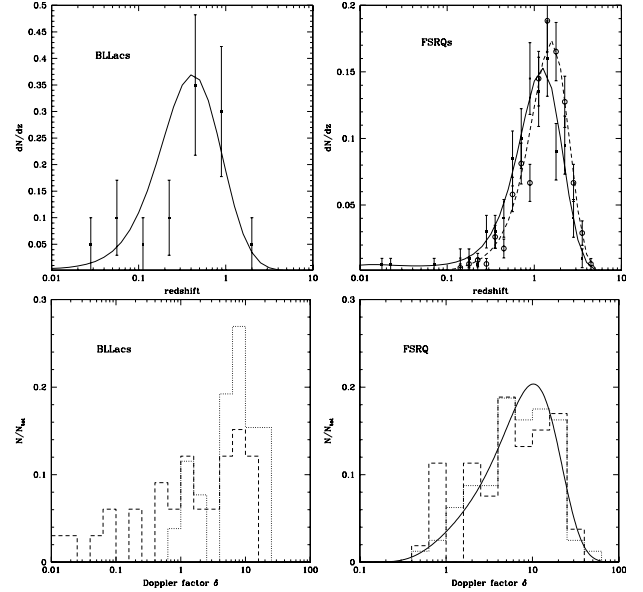 0.5
0.45
0.4
0.35
0.3
0.25
0.2
0.15
0.1
0.05
dN/dz
BLLacs
0.01 0.1 1 10
redshift
0.2
0.15
0.1
0.05
dN/dz
FSRQs
0.01 0.1 1 10
redshift
0.3
0.2
0.1
0
N/N_tot
BLLacs
0.01 0.1 1 10 100
Doppler factor δ
0.3
0.2
0.1
0
N/N_tot
FSRQ
0.1 1 10 100
Doppler factor δ